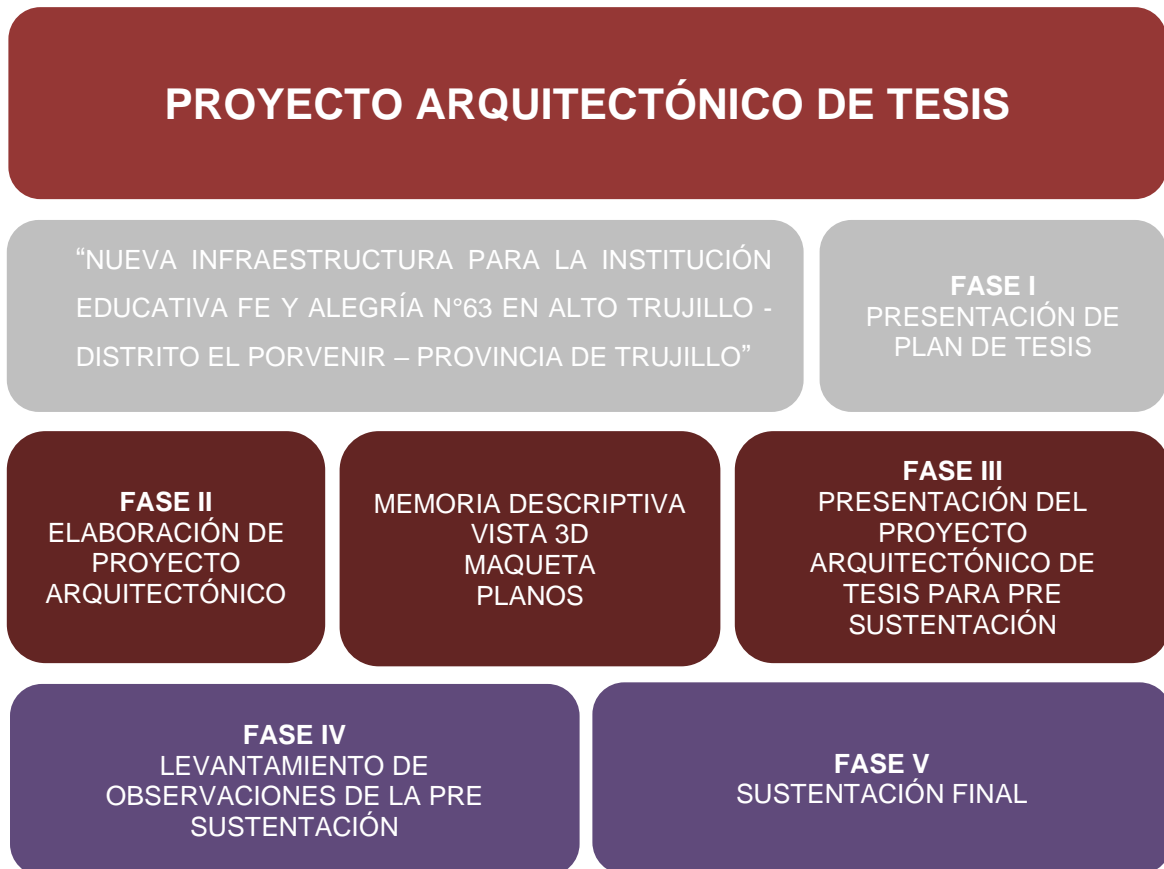 PROYECTO ARQUITECTÓNICO DE TESIS
“NUEVA INFRAESTRUCTURA PARA LA INSTITUCIÓN
EDUCATIVA FE Y ALEGRÍA N°63 EN ALTO TRUJILLO -
DISTRITO EL PORVENIR – PROVINCIA DE TRUJILLO”
FASE I
PRESENTACIÓN DE
PLAN DE TESIS
FASE II
ELABORACIÓN DE
PROYECTO
ARQUITECTÓNICO
MEMORIA DESCRIPTIVA
VISTA 3D
MAQUETA
PLANOS
FASE III
PRESENTACIÓN DEL
PROYECTO
ARQUITECTÓNICO DE
TESIS PARA PRE
SUSTENTACIÓN
FASE IV
LEVANTAMIENTO DE
OBSERVACIONES DE LA PRE
SUSTENTACIÓN
FASE V
SUSTENTACIÓN FINAL